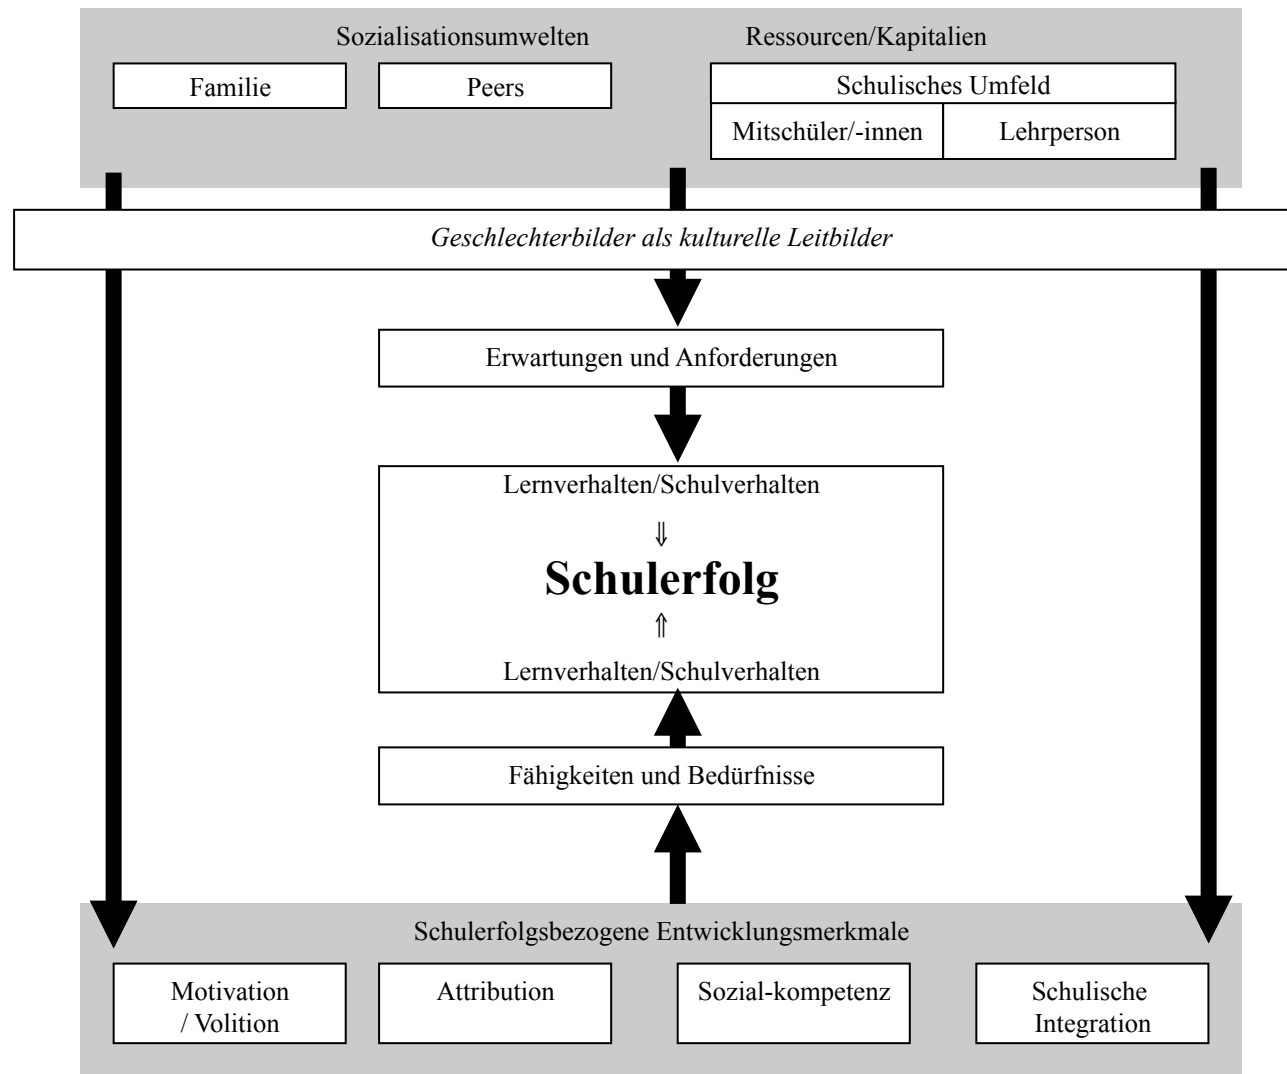 Sozialisationsumwelten Ressourcen/Kapitalien
Familie
Peers
Schulisches Umfeld
Mitschüler/-innen
Lehrperson
Geschlechterbilder als kulturelle Leitbilder
Erwartungen und Anforderungen
Lernverhalten/Schulverhalten
⇓
Schulerfolg
⇑
Lernverhalten/Schulverhalten
Fähigkeiten und Bedürfnisse
Schulerfolgsbezogene Entwicklungsmerkmale
Motivation
/ Volition
Attribution
Sozial-kompetenz
Schulische
Integration